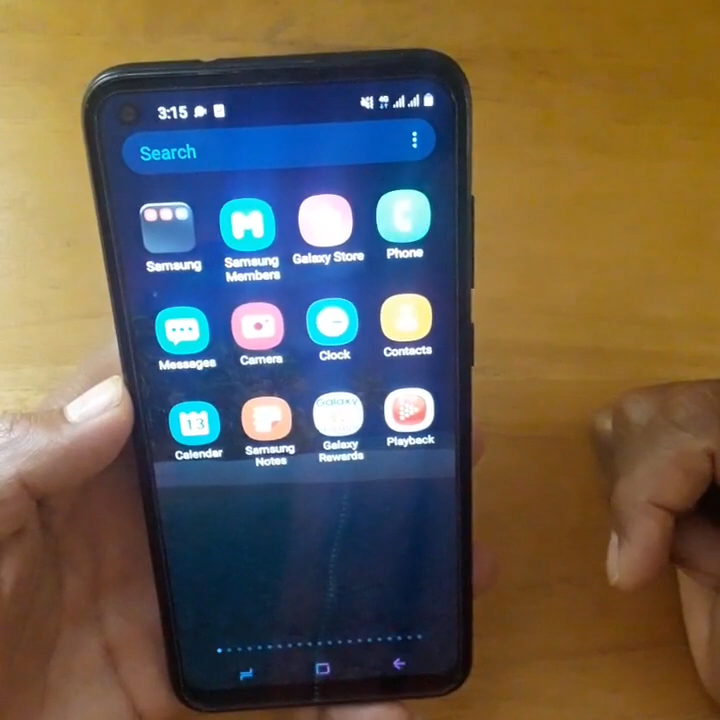 3:15
4G
Search
Samsung
Samsung
Members
Galaxy Store
Phone
Messages
Camera
Clock
Contacts
13
Galaxy
Calendar
Samsung
Notes
Galaxy
Rewards
Playback